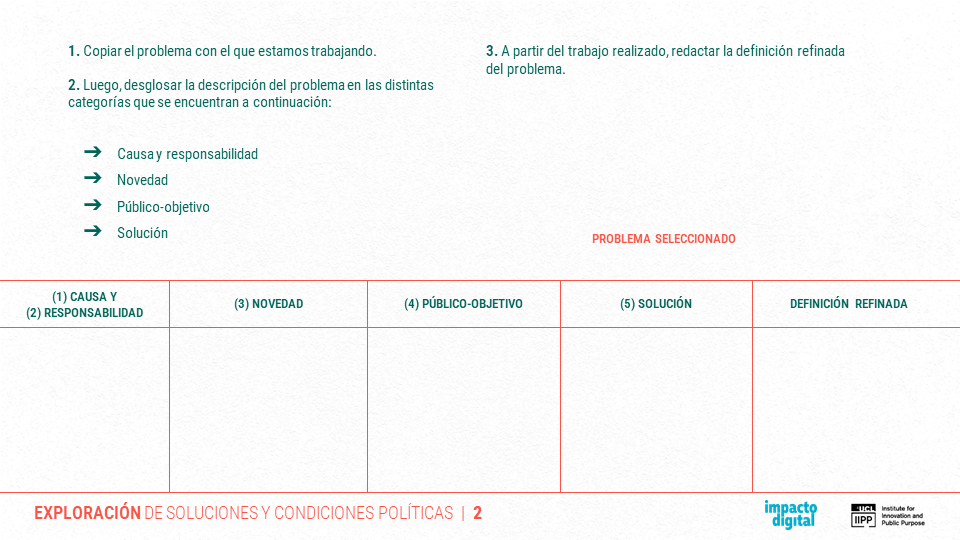 1. Copiar el problema con el que estamos trabajando.
2. Luego, desglosar la descripción del problema en las distintas
categorías que se encuentran a continuación:
➔ Causa y responsabilidad
➔ Novedad
➔ Público-objetivo
➔ Solución
3. A partir del trabajo realizado, redactar la definición refinada
del problema.
PROBLEMA SELECCIONADO
(1) CAUSA Y
(2) RESPONSABILIDAD
(3) NOVEDAD
(4) PÚBLICO-OBJETIVO
(5) SOLUCIÓN
DEFINICIÓN REFINADA
EXPLORACIÓN DE SOLUCIONES Y CONDICIONES POLÍTICAS | 2
impacto
digital
UCL
IIPP
Institute for
Innovation and
Public Purpose